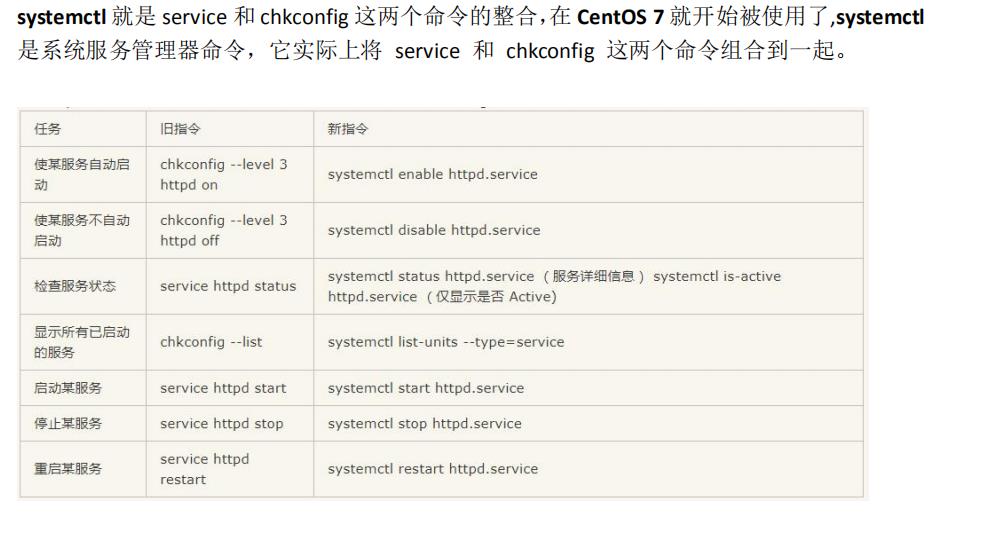 systemctl 就是 service 和 chkconfig 这两个命令的整合，在 CentOS 7 就开始被使用了,systemctl
是系统服务管理器命令，它实际上将 service 和 chkconfig 这两个命令组合到一起。
任务 旧指令 新指令
使某服务自动启
动
chkconfig --level 3
httpd on
systemctl enable httpd.service
使某服务不自动
启动
chkconfig --level 3
httpd off
systemctl disable httpd.service
检查服务状态
service httpd status
systemctl status httpd.service （服务详细信息） systemctl is-active
httpd.service （仅显示是否 Active)
显示所有已启动
的服务
chkconfig --list
systemctl list-units --type=service
启动某服务 service httpd start systemctl start httpd.service
停止某服务 service httpd stop systemctl stop httpd.service
重启某服务
service httpd
restart
systemctl restart httpd.service